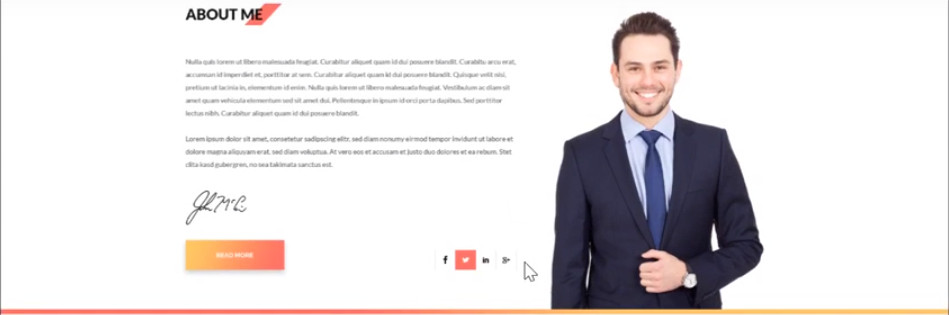 ABOUT ME
Nulla quis lorem ut libero malesuada feugiat. Curabitur aliquet quam id dui posuere blandit. Curabitu arcu erat,
accumsan id imperdiet et, porttitor at sem. Curabitur aliquet quam id dui posuere blandit. Quisque velit nisi,
pretium ut lacinia in, elementum id enim. Nulla quis lorem ut libero malesuada feugiat. Vestibulum ac diam sit
amet quam vehicula elementum sed sit amet dui. Pellentesque in ipsum id orci porta dapibus. Sed porttitor
lectus nibh. Curabitur aliquet quam id dui posuere blandit.
Lorem ipsum dolor sit amet, consetetur sadipscing elitr, sed diam nonumy eirmod tempor invidunt ut labore et
dolore magna aliquyam erat, sed diam voluptua. At vero eos et accusam et justo duo dolores et ea rebum. Stet
clita kasd gubergren, no sea takimata sanctus est.
READ MORE